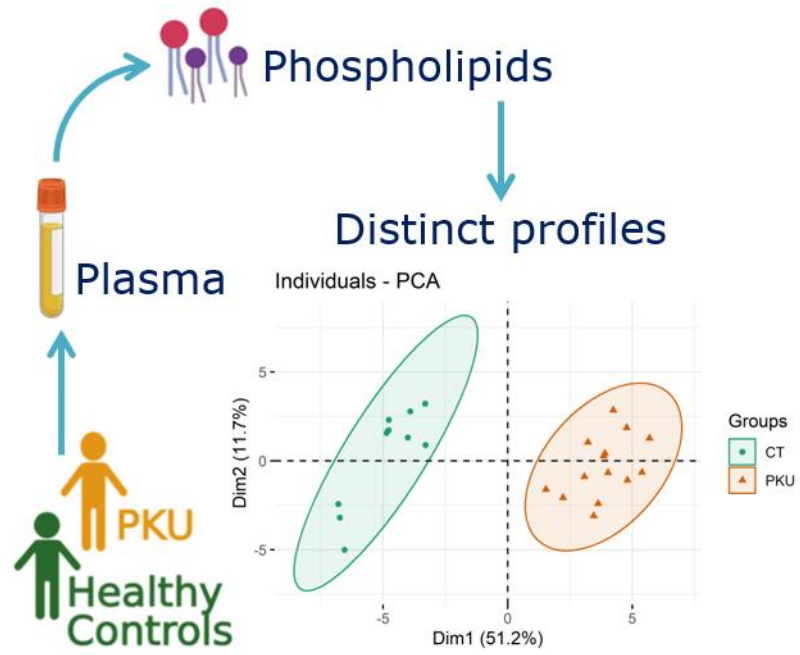 Phospholipids
Distinct profiles
Plasma
PKU
Healthy
Controls
Individuals - PCA
Dim2 (11.7%)
5
0
-5
-5
0
5
Dim1 (51.2%)
Groups
CT
PKU